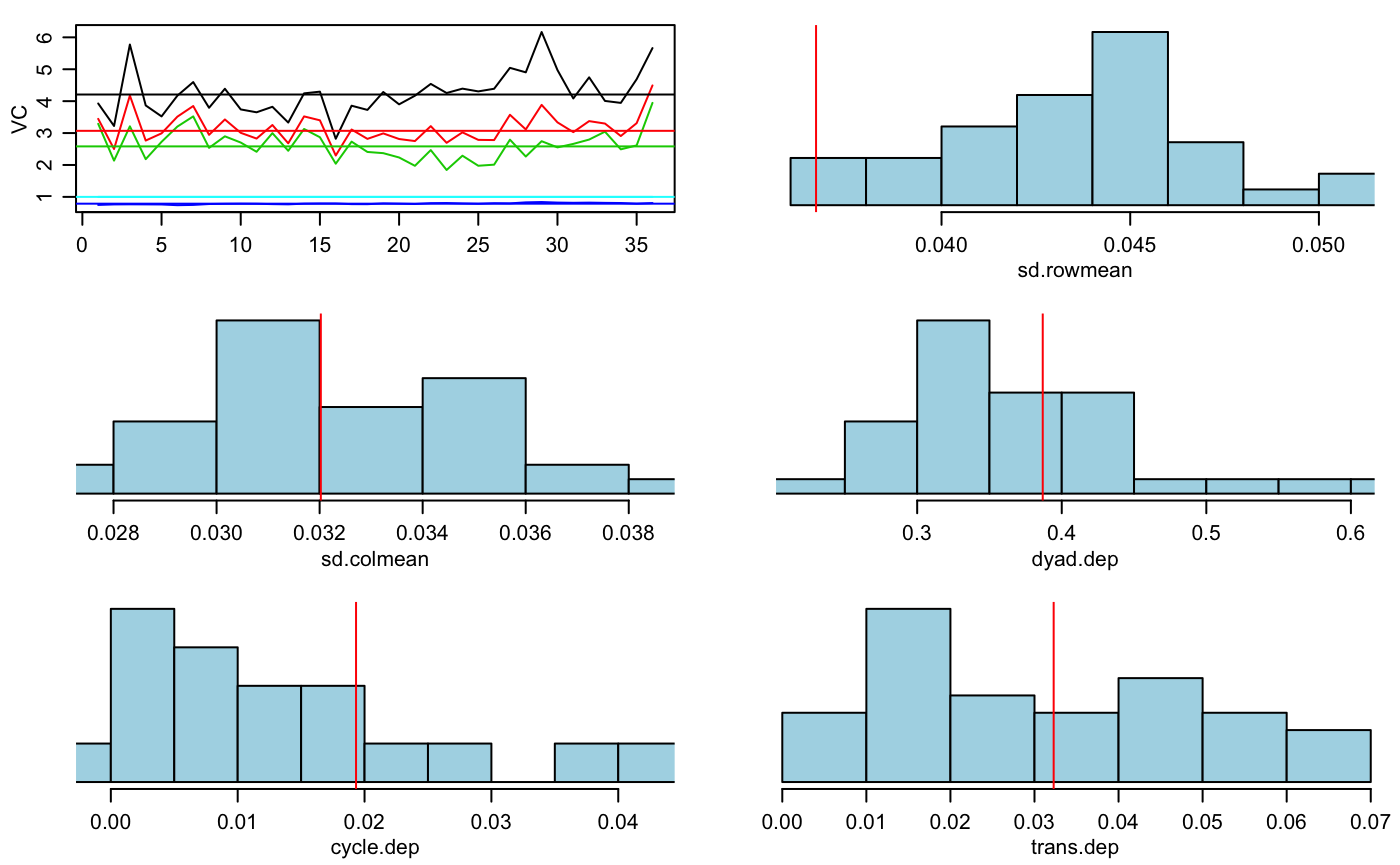 VC
6
5
4
3
2
1
0 5 10 15 20 25 30 35
0.040 0.045 0.050
sd.rowmean
0.028 0.030 0.032 0.034 0.036 0.038
sd.colmean
0.3 0.4 0.5 0.6
dyad.dep
0.00 0.01 0.02 0.03 0.04
cycle.dep
0.00 0.01 0.02 0.03 0.04 0.05 0.06 0.07
trans.dep